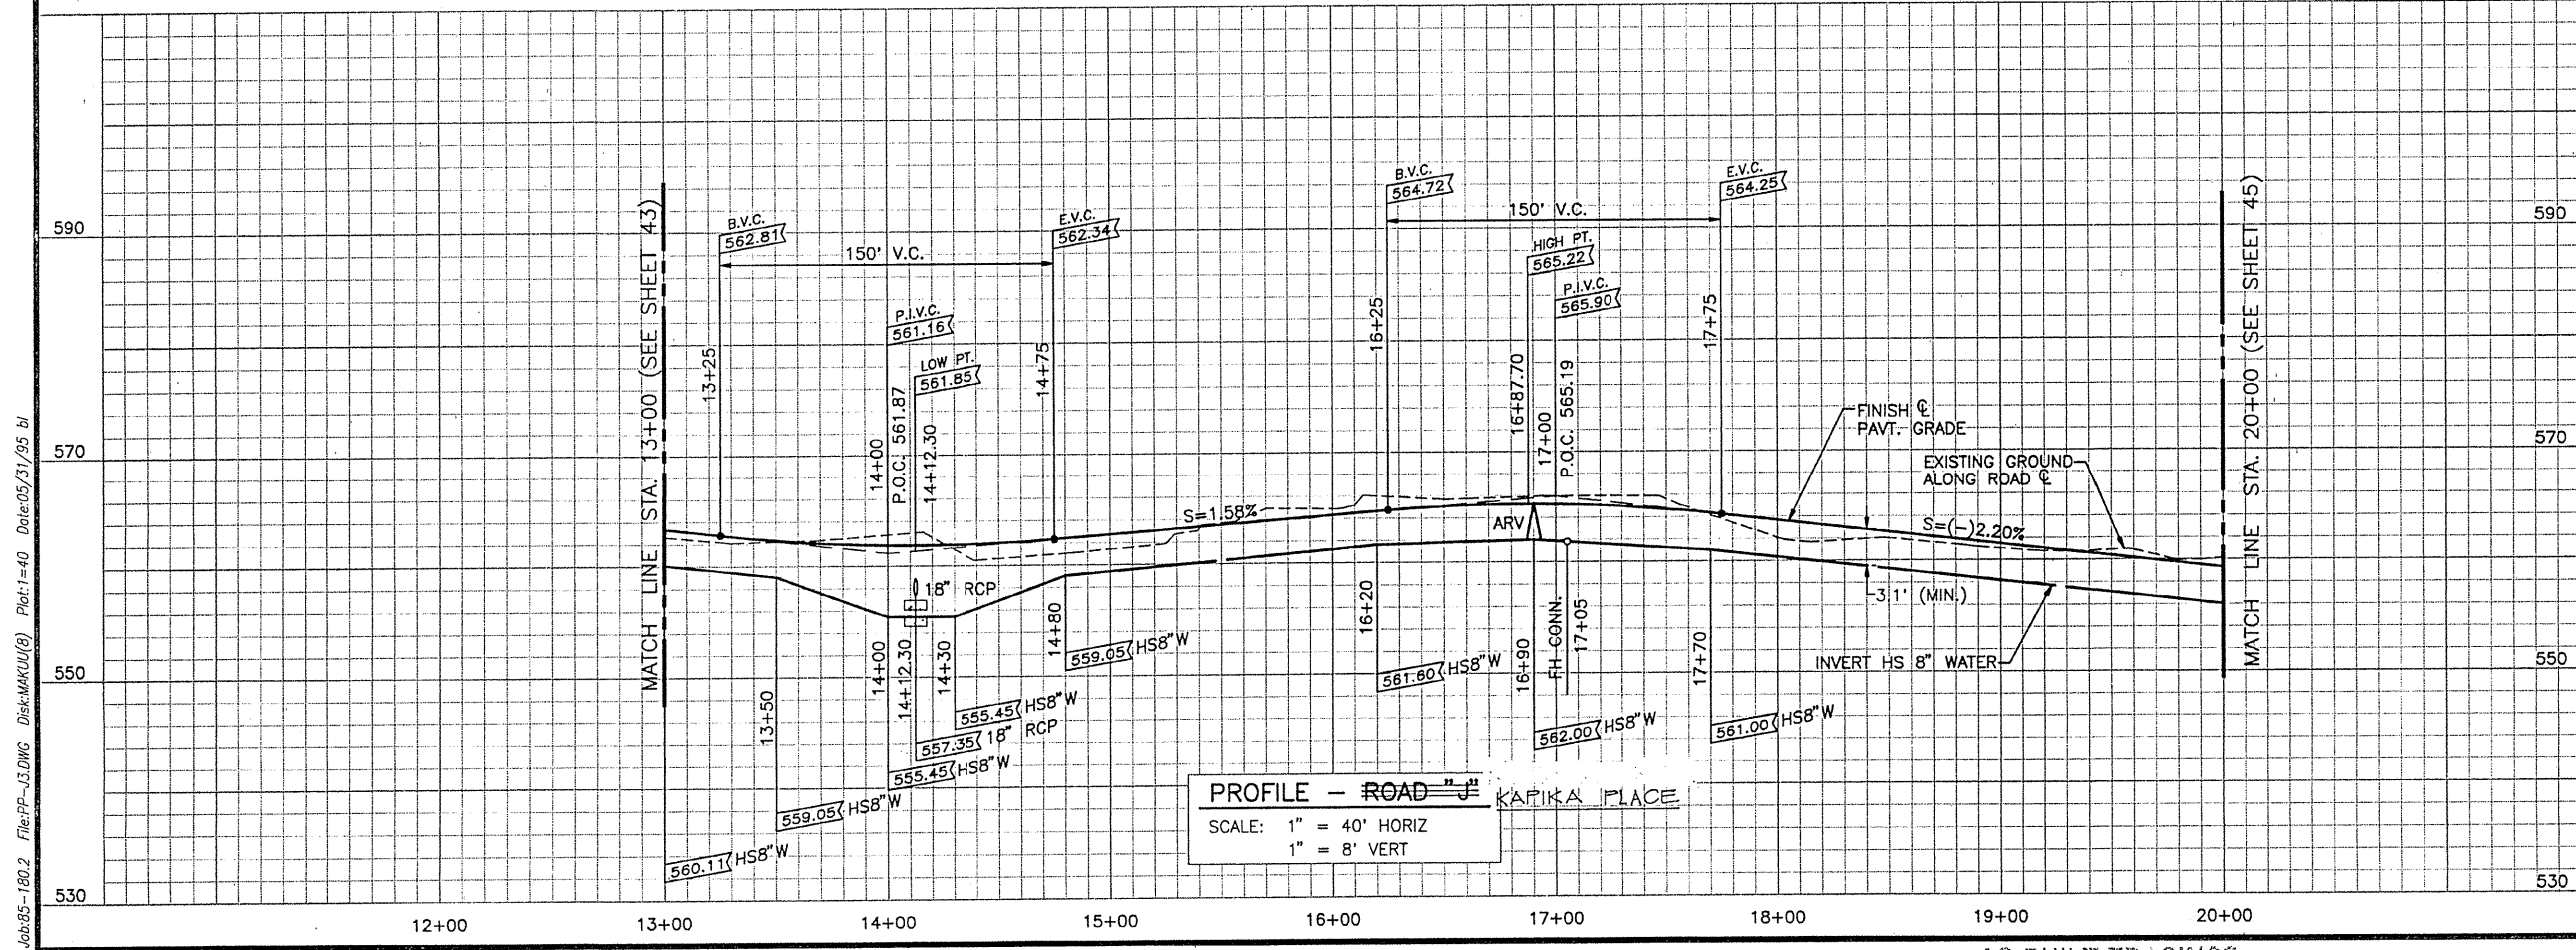 B.V.C.
562.81
E.V.C.
562.34
150' V.C.
P.I.V.C.
561.16
LOW PT.
561.85
13+25
14+00
P.O.C. 561.87
14+12.30
14+75
B.V.C.
564.72
E.V.C.
564.25
150' V.C.
HIGH PT.
565.22
P.I.V.C.
565.90
16+25
16+87.70
17+00
P.O.C. 565.19
17+75
MATCH LINE STA. 13+00 (SEE SHEET 43)
MATCH LINE STA. 20+00 (SEE SHEET 45)
590
570
550
530
590
570
550
530
FINISH ℄
PAVT. GRADE
EXISTING GROUND
ALONG ROAD ℄
S=1.58%
S=(-)2.20%
ARV
18" RCP
3.1' (MIN.)
INVERT HS 8" WATER
13+50
14+00
14+12.30
14+30
14+80
16+20
16+90
FH CONN.
17+05
17+70
559.05 HS8"W
561.60 HS8"W
555.45 HS8"W
557.35 18" RCP
555.45 HS8"W
562.00 HS8"W
561.00 HS8"W
559.05 HS8"W
560.11 HS8"W
PROFILE - ROAD "J" KAPIKA PLACE
SCALE: 1" = 40' HORIZ
1" = 8' VERT
12+00 13+00 14+00 15+00 16+00 17+00 18+00 19+00 20+00
Job:85-180.2 File:PP-J3.DWG Disk:MAKUU(8) Plot:1=40 Date:05/31/95 bl